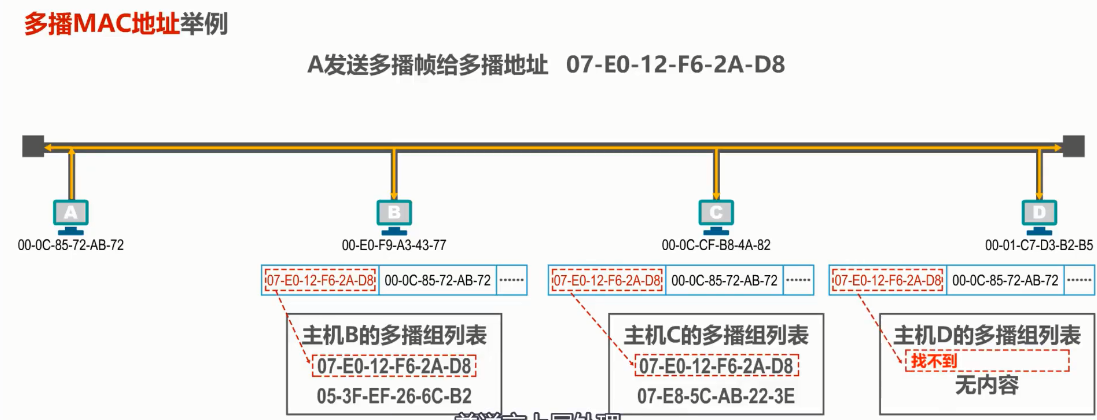 多播MAC地址举例
A发送多播帧给多播地址 07-E0-12-F6-2A-D8
A
B
C
D
00-0C-85-72-AB-72
00-E0-F9-A3-43-77
00-0C-CF-B8-4A-82
00-01-C7-D3-B2-B5
07-E0-12-F6-2A-D8 00-0C-85-72-AB-72 ······
07-E0-12-F6-2A-D8 00-0C-85-72-AB-72 ······
07-E0-12-F6-2A-D8 00-0C-85-72-AB-72 ······
主机B的多播组列表
07-E0-12-F6-2A-D8
05-3F-EF-26-6C-B2
主机C的多播组列表
07-E0-12-F6-2A-D8
07-E8-5C-AB-22-3E
主机D的多播组列表
找不到
无内容